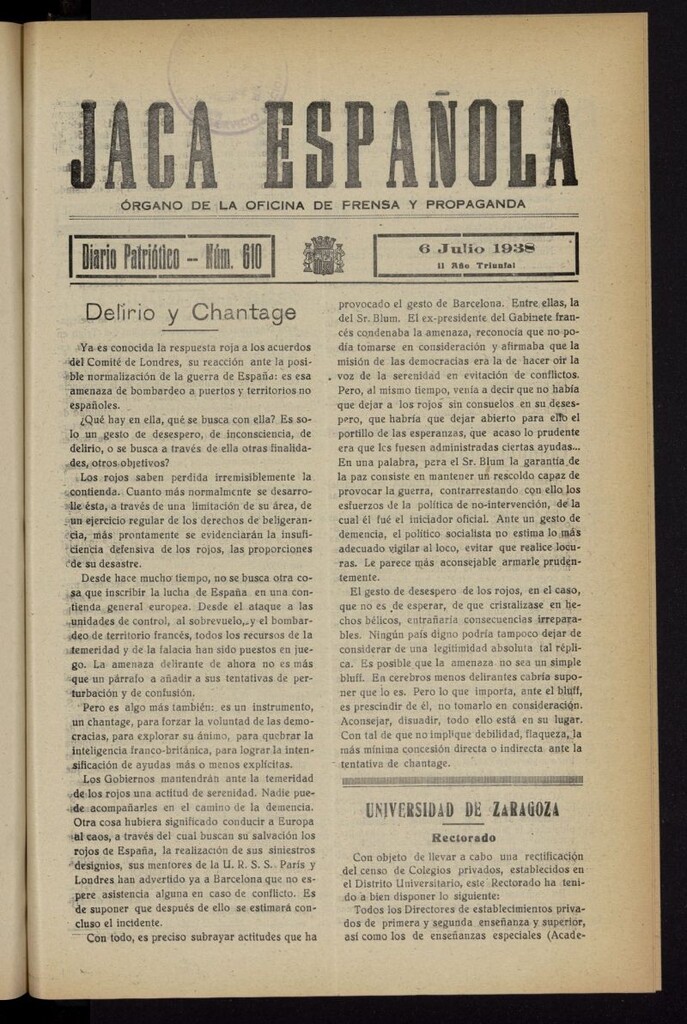 JACA ESPAÑOLA
ÓRGANO DE LA OFICINA DE PRENSA Y PROPAGANDA
Diario Patriótico -- Núm. 610
6 Julio 1938
II Año Triunfal
Delirio y Chantage
Ya es conocida la respuesta roja a los acuerdos
del Comité de Londres, su reacción ante la posi-
ble normalización de la guerra de España: es esa
amenaza de bombardeo a puertos y territorios no
españoles.
¿Qué hay en ella, qué se busca con ella? Es so-
lo un gesto de desespero, de inconsciencia, de
delirio, o se busca a través de ella otras finalida-
des, otros objetivos?
Los rojos saben perdida irremisiblemente la
contienda. Cuanto más normalmente se desarro-
lle ésta, a través de una limitación de su área, de
un ejercicio regular de los derechos de beligeran-
cia, más prontamente se evidenciarán la insufi-
ciencia defensiva de los rojos, las proporciones
de su desastre.
Desde hace mucho tiempo, no se busca otra co-
sa que inscribir la lucha de España en una con-
tienda general europea. Desde el ataque a las
unidades de control, al sobrevuelo, y el bombar-
deo de territorio francés, todos los recursos de la
temeridad y de la falacia han sido puestos en jue-
go. La amenaza delirante de ahora no es más
que un párrafo a añadir a sus tentativas de per-
turbación y de confusión.
Pero es algo más también: es un instrumento,
un chantage, para forzar la voluntad de las demo-
cracias, para explorar su ánimo, para quebrar la
inteligencia franco-británica, para lograr la inten-
sificación de ayudas más o menos explícitas.
Los Gobiernos mantendrán ante la temeridad
de los rojos una actitud de serenidad. Nadie pue-
de acompañarles en el camino de la demencia.
Otra cosa hubiera significado conducir a Europa
al caos, a través del cual buscan su salvación los
rojos de España, la realización de sus siniestros
designios, sus mentores de la U. R. S. S. París y
Londres han advertido ya a Barcelona que no es-
pere asistencia alguna en caso de conflicto. Es
de suponer que después de ello se estimará con-
cluso el incidente.
Con todo, es preciso subrayar actitudes que ha
provocado el gesto de Barcelona. Entre ellas, la
del Sr. Blum. El ex-presidente del Gabinete fran-
cés condenaba la amenaza, reconocía que no po-
día tomarse en consideración y afirmaba que la
misión de las democracias era la de hacer oir la
voz de la serenidad en evitación de conflictos.
Pero, al mismo tiempo, venía a decir que no había
que dejar a los rojos sin consuelos en su deses-
pero, que habría que dejar abierto para ello el
portillo de las esperanzas, que acaso lo prudente
era que les fuesen administradas ciertas ayudas...
En una palabra, para el Sr. Blum la garantía de
la paz consiste en mantener un rescoldo capaz de
provocar la guerra, contrarrestando con ello los
esfuerzos de la política de no-intervención, de la
cual él fué el iniciador oficial. Ante un gesto de
demencia, el político socialista no estima lo más
adecuado vigilar al loco, evitar que realice locu-
ras. Le parece más aconsejable armarle pruden-
temente.
El gesto de desespero de los rojos, en el caso,
que no es de esperar, de que cristalizase en he-
chos bélicos, entrañaría consecuencias irrepara-
bles. Ningún país digno podría tampoco dejar de
considerar de una legitimidad absoluta tal répli-
ca. Es posible que la amenaza no sea un simple
bluff. En cerebros menos delirantes cabría supo-
ner que lo es. Pero lo que importa, ante el bluff,
es prescindir de él, no tomarlo en consideración.
Aconsejar, disuadir, todo ello está en su lugar.
Con tal de que no implique debilidad, flaqueza, la
más mínima concesión directa o indirecta ante la
tentativa de chantage.
UNIVERSIDAD DE ZARAGOZA
Rectorado
Con objeto de llevar a cabo una rectificación
del censo de Colegios privados, establecidos en
el Distrito Universitario, este Rectorado ha teni-
do a bien disponer lo siguiente:
Todos los Directores de establecimientos priva-
dos de primera y segunda enseñanza y superior,
así como los de enseñanzas especiales (Acade-